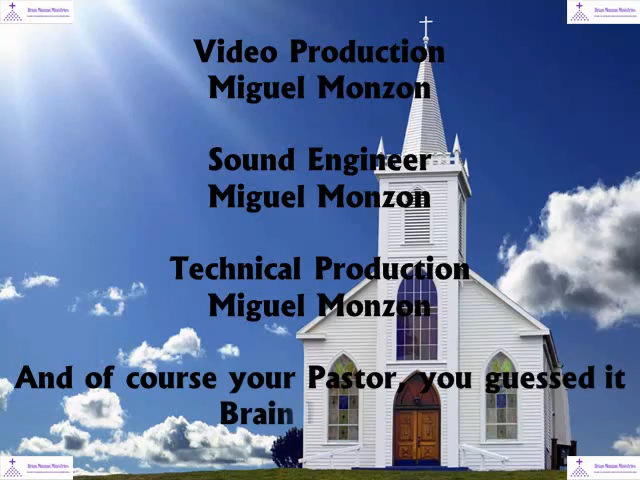 Video Production
Miguel Monzon
Sound Engineer
Miguel Monzon
Technical Production
Miguel Monzon
And of course your Pastor, you guessed it
Brain